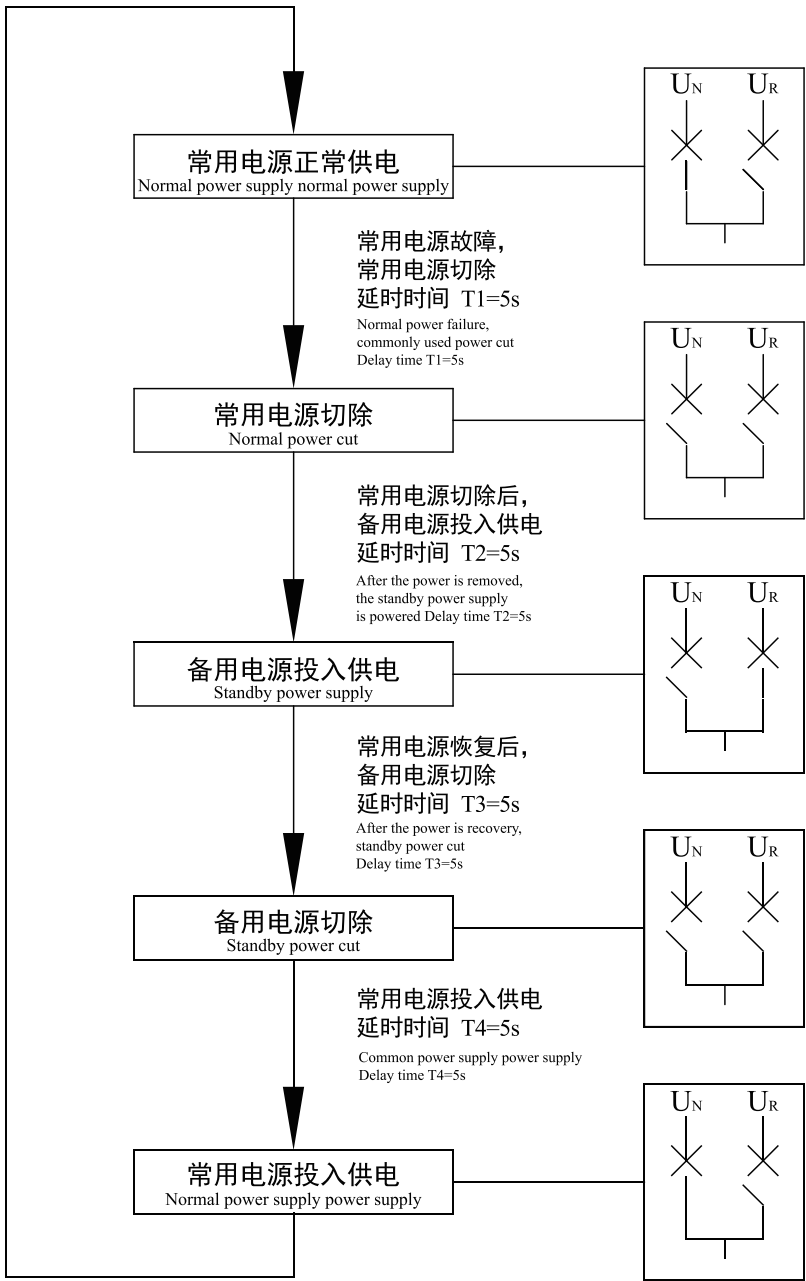 UN UR
常用电源正常供电
Normal power supply normal power supply
常用电源故障，
常用电源切除
延时时间 T1=5s
Normal power failure,
commonly used power cut
Delay time T1=5s
UN UR
常用电源切除
Normal power cut
常用电源切除后，
备用电源投入供电
延时时间 T2=5s
After the power is removed,
the standby power supply
is powered Delay time T2=5s
UN UR
备用电源投入供电
Standby power supply
常用电源恢复后，
备用电源切除
延时时间 T3=5s
After the power is recovery,
standby power cut
Delay time T3=5s
UN UR
备用电源切除
Standby power cut
常用电源投入供电
延时时间 T4=5s
Common power supply power supply
Delay time T4=5s
UN UR
常用电源投入供电
Normal power supply power supply